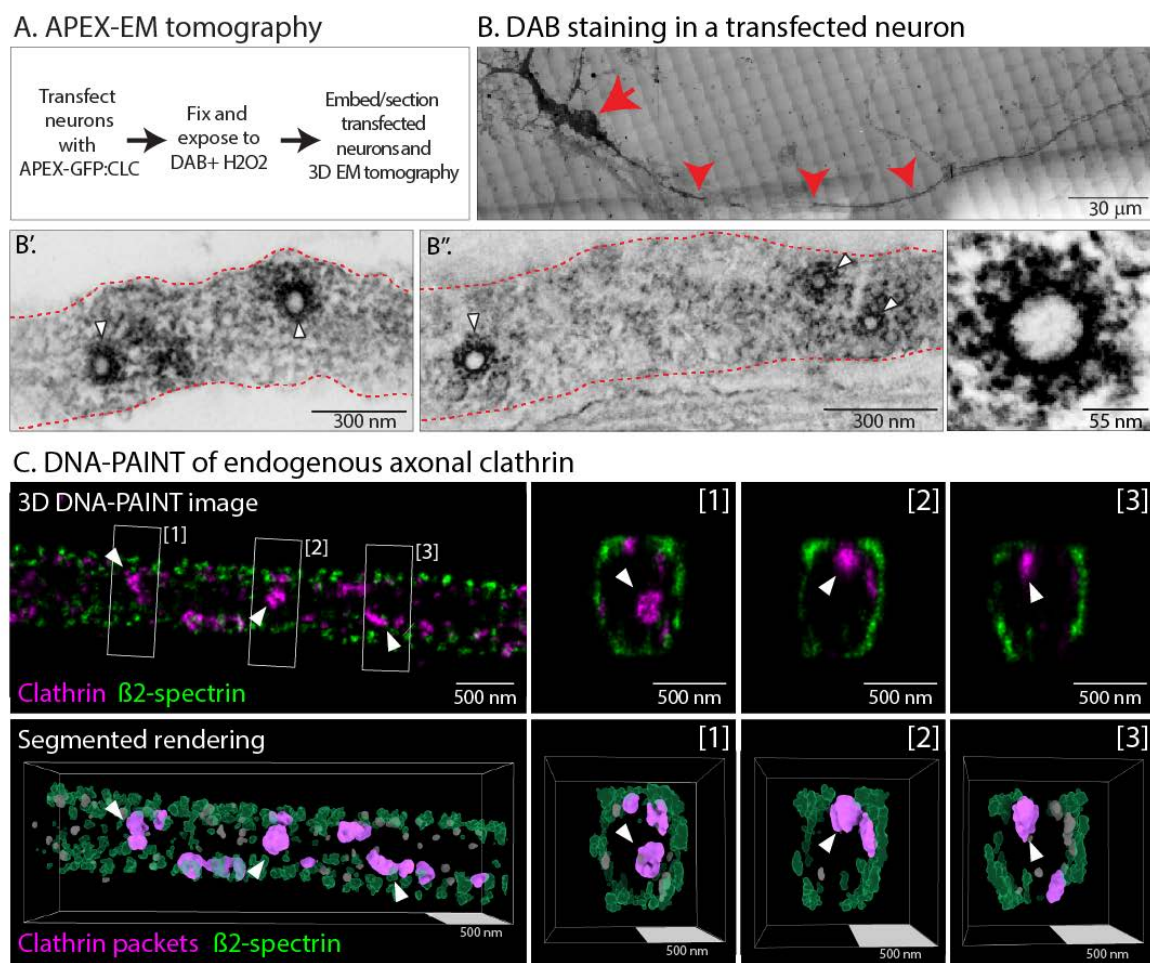 A. APEX-EM tomography
Transfect
neurons
with
APEX-GFP:CLC
Fix and
expose to
DAB+ H2O2
Embed/section
transfected
neurons and
3D EM tomography
B. DAB staining in a transfected neuron
30 µm
B'.
300 nm
B".
300 nm
55 nm
C. DNA-PAINT of endogenous axonal clathrin
3D DNA-PAINT image
[1]
[2]
[3]
Clathrin ß2-spectrin
500 nm
[1]
500 nm
[2]
500 nm
[3]
500 nm
Segmented rendering
Clathrin packets ß2-spectrin
500 nm
[1]
500 nm
[2]
500 nm
[3]
500 nm